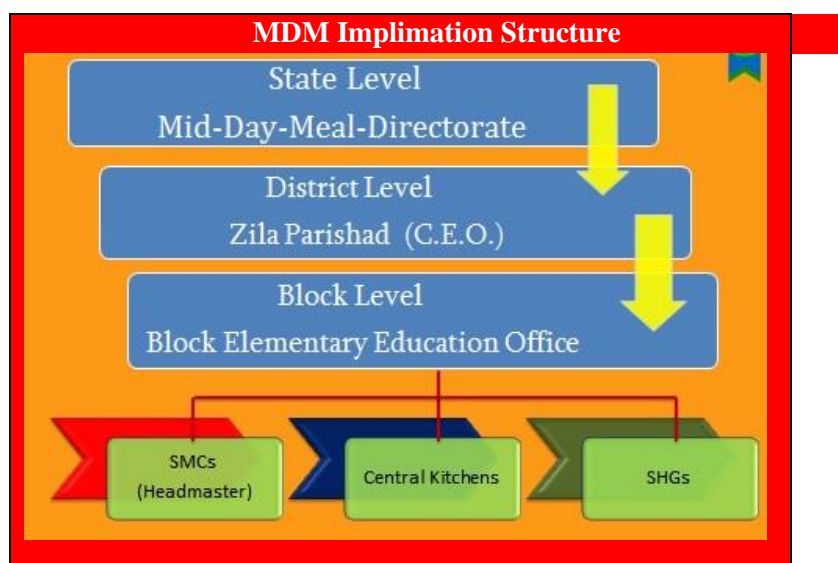 MDM Implimation Structure
State Level
Mid-Day-Meal-Directorate
District Level
Zila Parishad (C.E.O.)
Block Level
Block Elementary Education Office
SMCs
(Headmaster)
Central Kitchens
SHGs